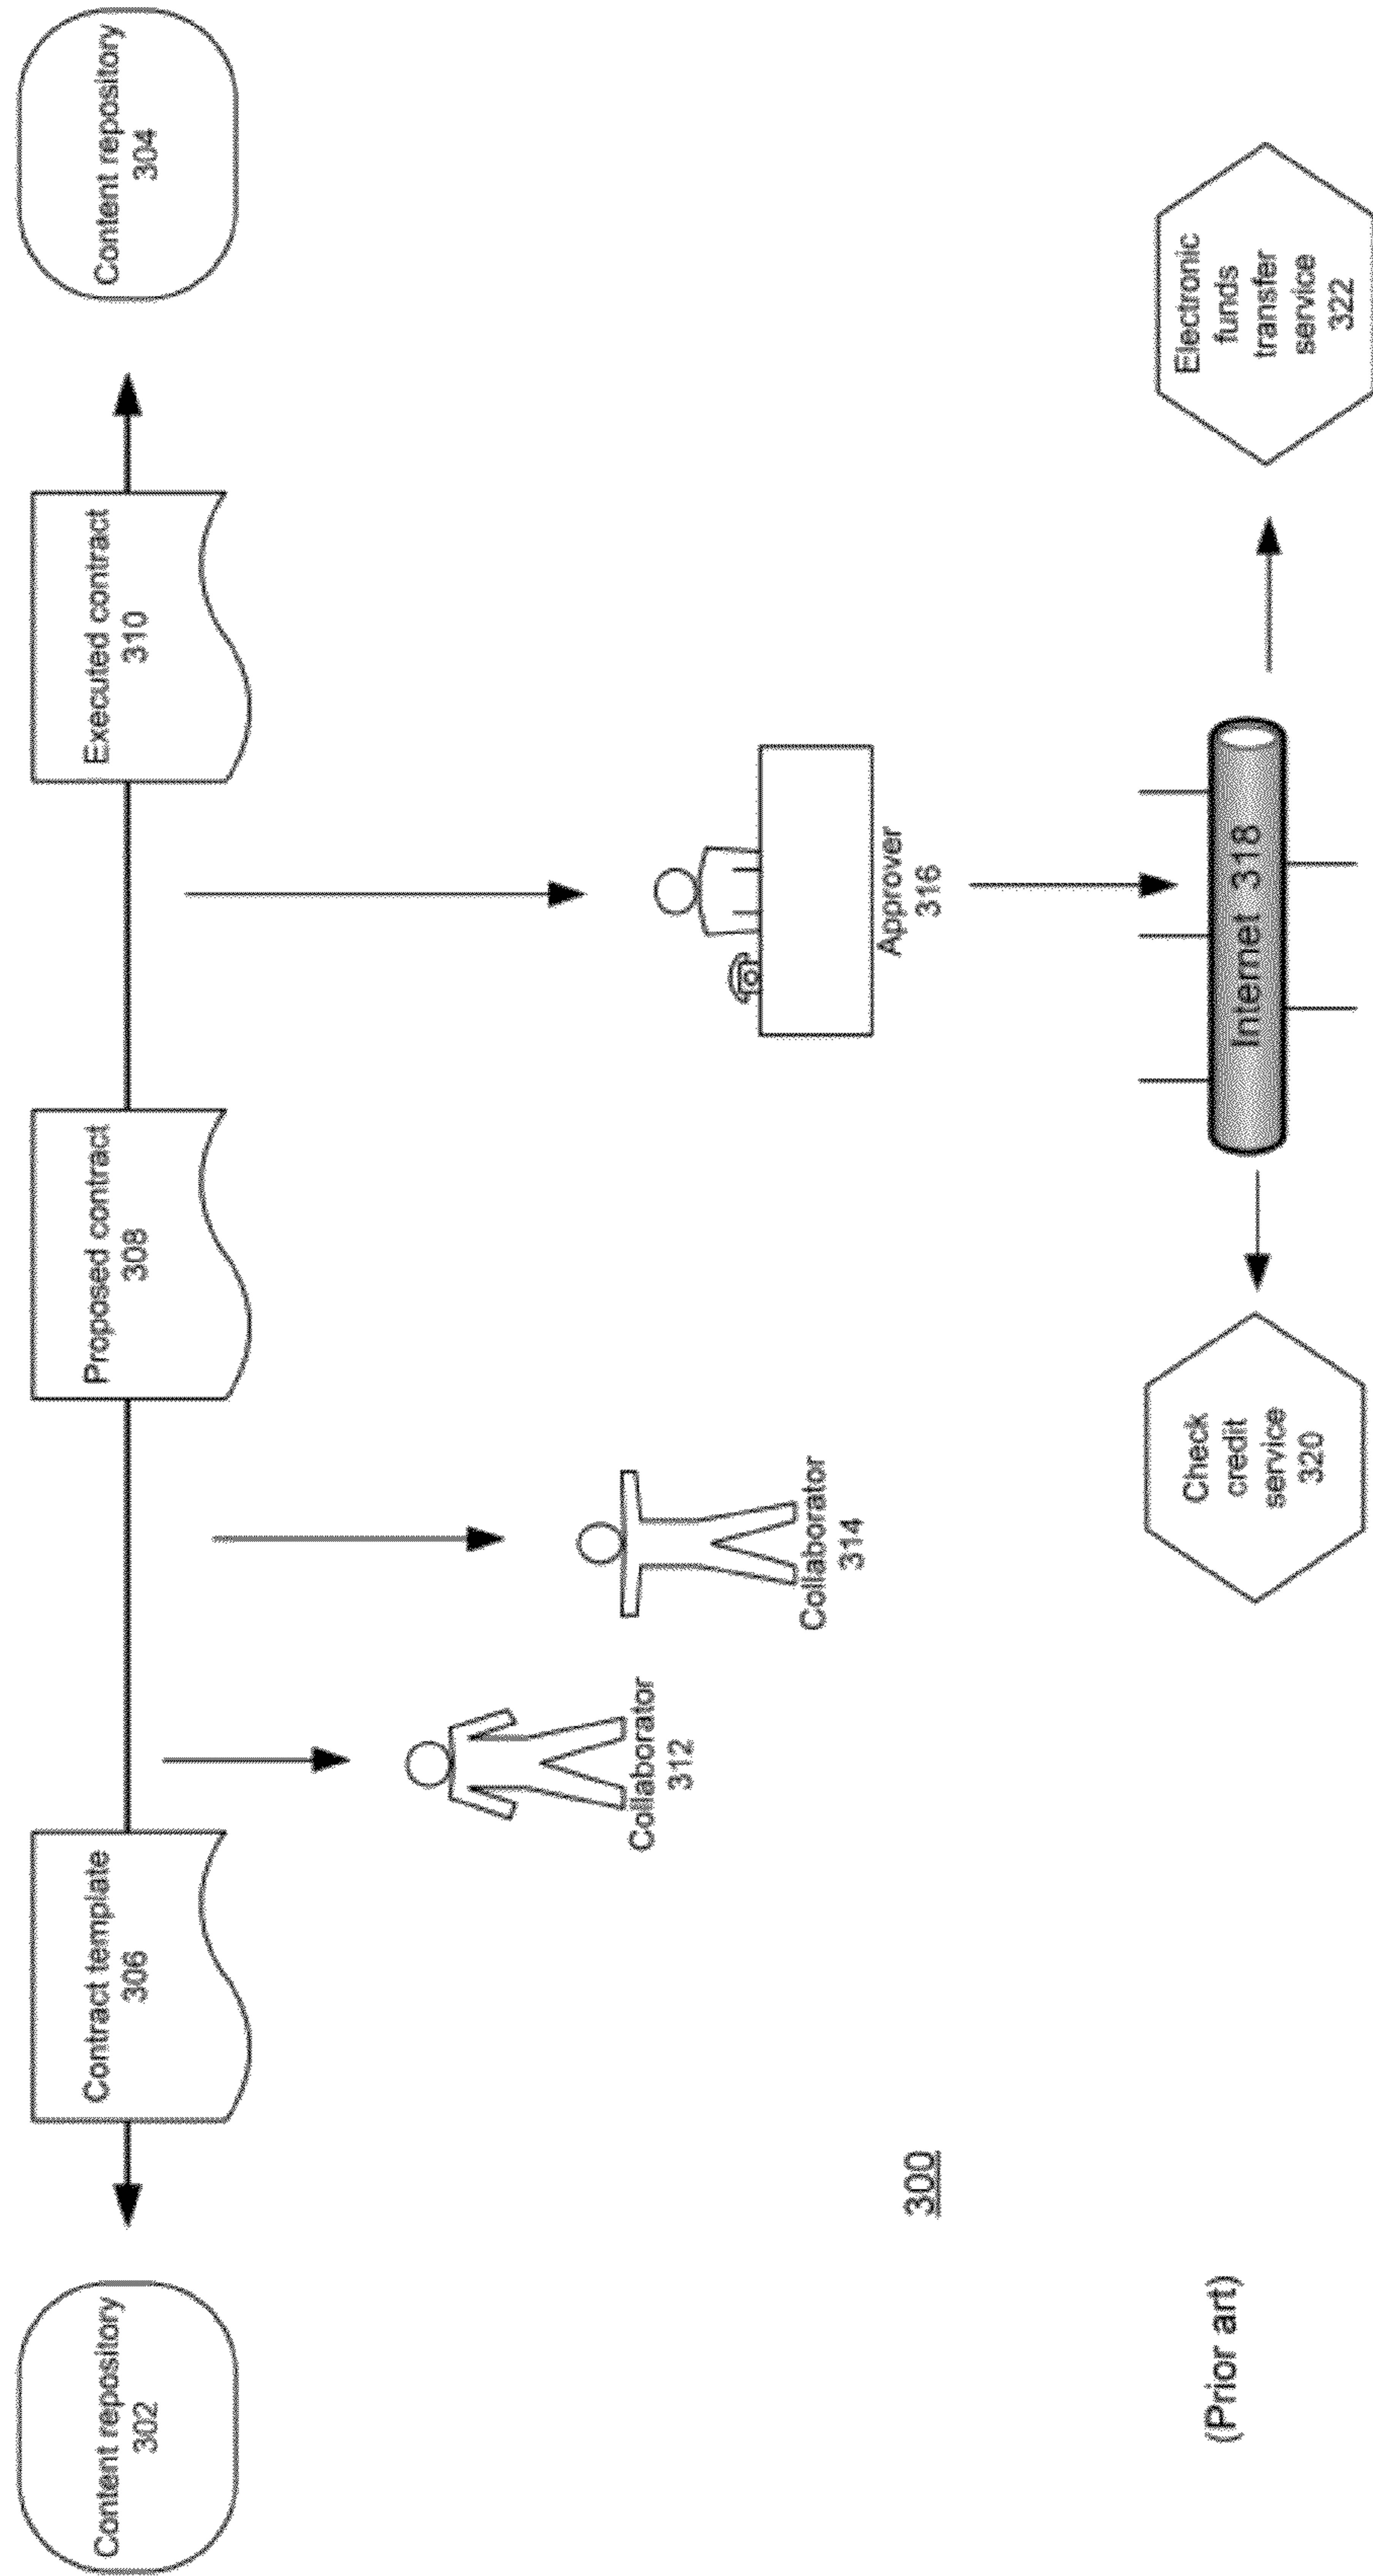 Content repository
302
Contract template
306
Proposed contract
308
Executed contract
310
Content repository
304
Collaborator
312
Collaborator
314
Approver
316
300
(Prior art)
Check
credit
service
320
Internet 318
Electronic
funds
transfer
service
322